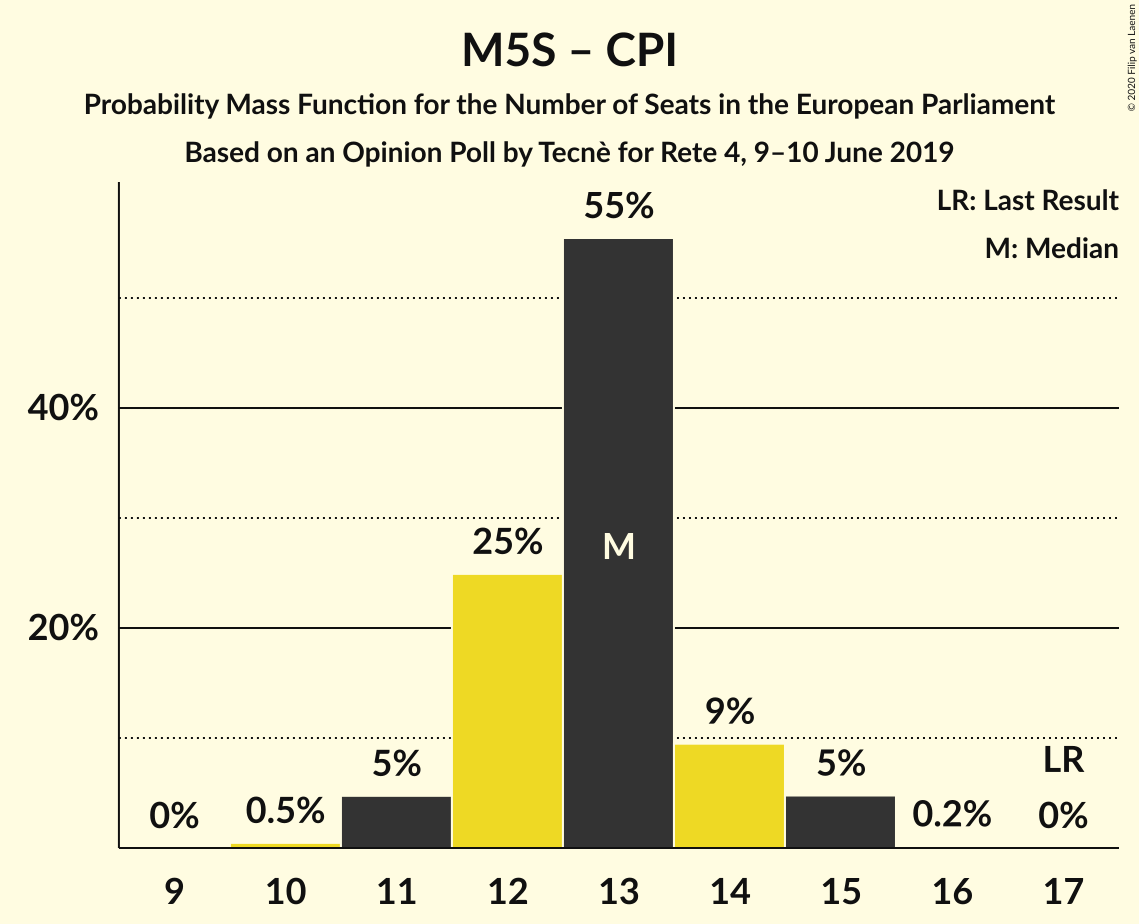 M5S – CPI
Probability Mass Function for the Number of Seats in the European Parliament
Based on an Opinion Poll by Tecnè for Rete 4, 9–10 June 2019
© 2020 Filip van Laenen
LR: Last Result
M: Median
55%
40%
M
25%
20%
9%
5%
5%
LR
0%
0.5%
0.2%
0%
9 10 11 12 13 14 15 16 17